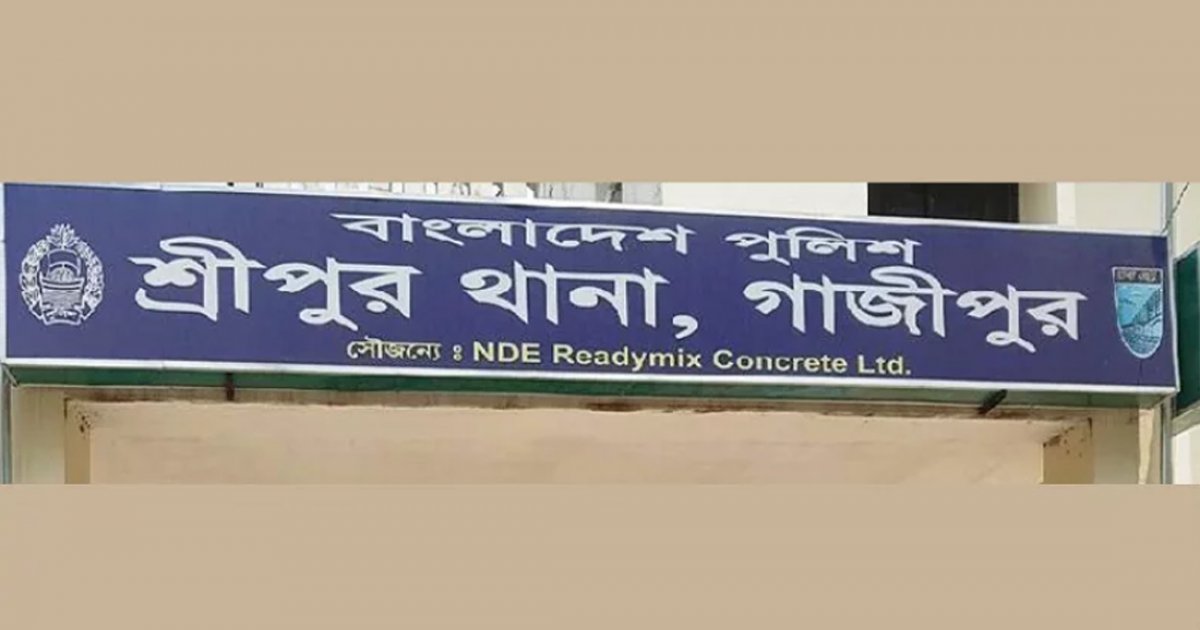 বাংলাদেশ পুলিশ
শ্রীপুর থানা, গাজীপুর
সৌজন্যে : NDE Readymix Concrete Ltd.